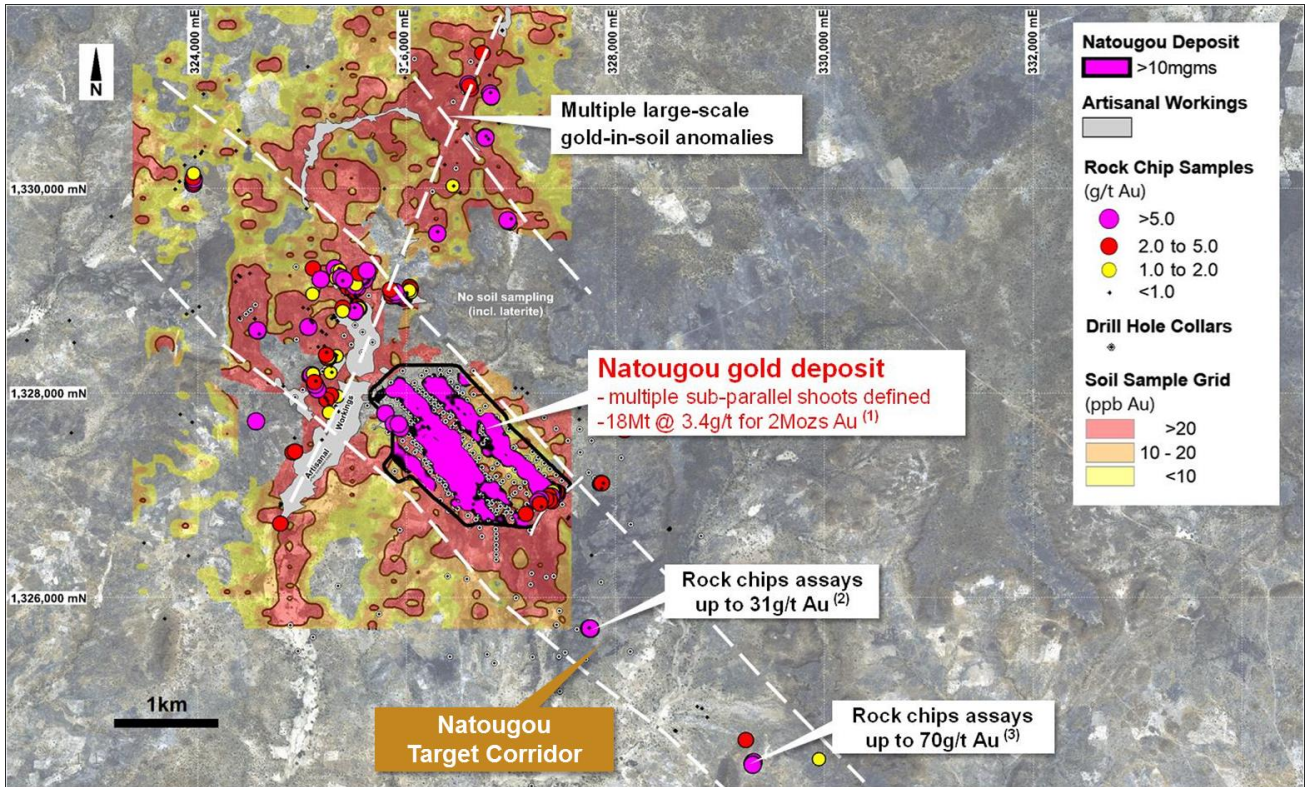 324,000 mE
326,000 mE
328,000 mE
330,000 mE
332,000 mE
N
1,330,000 mN
1,328,000 mN
1,326,000 mN
Multiple large-scale
gold-in-soil anomalies
No soil sampling
(incl. laterite)
Natougou gold deposit
- multiple sub-parallel shoots defined
-18Mt @ 3.4g/t for 2Mozs Au (1)
Artisanal
Workings
Rock chips assays
up to 31g/t Au (2)
Natougou
Target Corridor
Rock chips assays
up to 70g/t Au (3)
1km
Natougou Deposit
>10mgms
Artisanal Workings
Rock Chip Samples
(g/t Au)
>5.0
2.0 to 5.0
1.0 to 2.0
<1.0
Drill Hole Collars
Soil Sample Grid
(ppb Au)
>20
10 - 20
<10